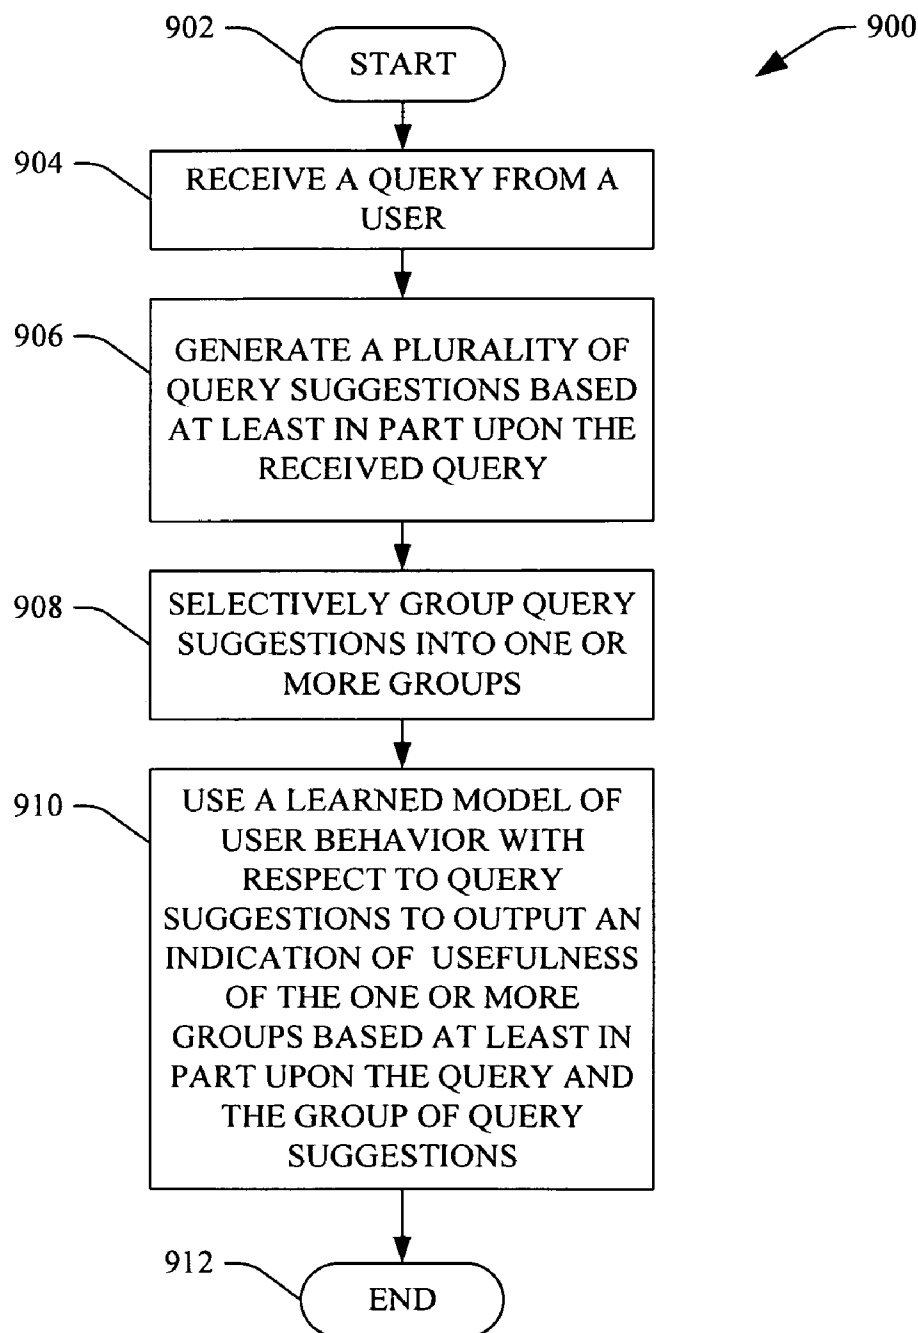 902
START
900
904
RECEIVE A QUERY FROM A
USER
906
GENERATE A PLURALITY OF
QUERY SUGGESTIONS BASED
AT LEAST IN PART UPON THE
RECEIVED QUERY
908
SELECTIVELY GROUP QUERY
SUGGESTIONS INTO ONE OR
MORE GROUPS
910
USE A LEARNED MODEL OF
USER BEHAVIOR WITH
RESPECT TO QUERY
SUGGESTIONS TO OUTPUT AN
INDICATION OF USEFULNESS
OF THE ONE OR MORE
GROUPS BASED AT LEAST IN
PART UPON THE QUERY AND
THE GROUP OF QUERY
SUGGESTIONS
912
END